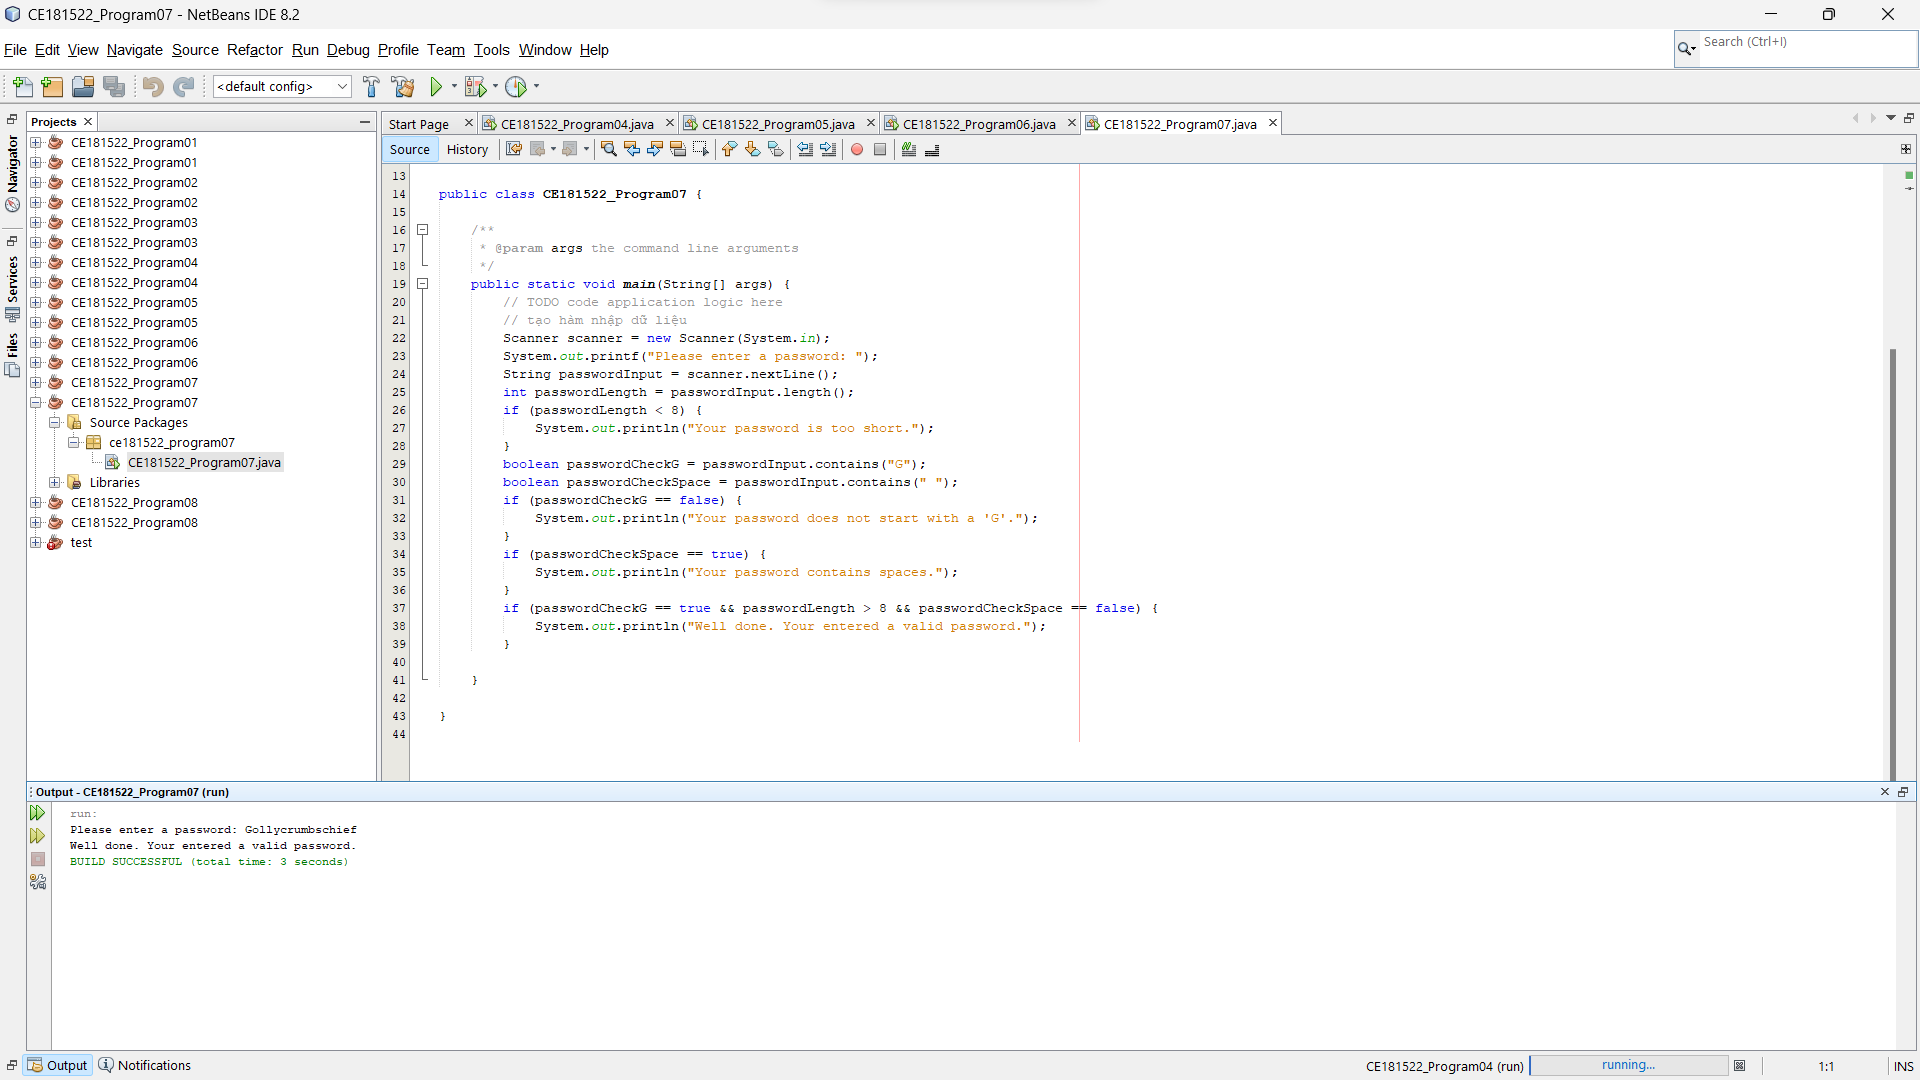 CE181522_Program07 - NetBeans IDE 8.2
File Edit View Navigate Source Refactor Run Debug Profile Team Tools Window Help
Search (Ctrl+I)
<default config>
Navigator
Services
Files
Projects
CE181522_Program01
CE181522_Program01
CE181522_Program02
CE181522_Program02
CE181522_Program03
CE181522_Program03
CE181522_Program04
CE181522_Program04
CE181522_Program05
CE181522_Program05
CE181522_Program06
CE181522_Program06
CE181522_Program07
CE181522_Program07
Source Packages
ce181522_program07
CE181522_Program07.java
Libraries
CE181522_Program08
CE181522_Program08
test
Start Page CE181522_Program04.java CE181522_Program05.java CE181522_Program06.java CE181522_Program07.java
Source History
13
14 public class CE181522_Program07 {
15
16 /**
17 * @param args the command line arguments
18 */
19 public static void main(String[] args) {
20 // TODO code application logic here
21 // tạo hàm nhập dữ liệu
22 Scanner scanner = new Scanner(System.in);
23 System.out.printf("Please enter a password: ");
24 String passwordInput = scanner.nextLine();
25 int passwordLength = passwordInput.length();
26 if (passwordLength < 8) {
27 System.out.println("Your password is too short.");
28 }
29 boolean passwordCheckG = passwordInput.contains("G");
30 boolean passwordCheckSpace = passwordInput.contains(" ");
31 if (passwordCheckG == false) {
32 System.out.println("Your password does not start with a 'G'.");
33 }
34 if (passwordCheckSpace == true) {
35 System.out.println("Your password contains spaces.");
36 }
37 if (passwordCheckG == true && passwordLength > 8 && passwordCheckSpace == false) {
38 System.out.println("Well done. Your entered a valid password.");
39 }
40
41 }
42
43 }
44
Output - CE181522_Program07 (run)
run:
Please enter a password: Gollycrumbschief
Well done. Your entered a valid password.
BUILD SUCCESSFUL (total time: 3 seconds)
Output Notifications
CE181522_Program04 (run) running... 1:1 INS